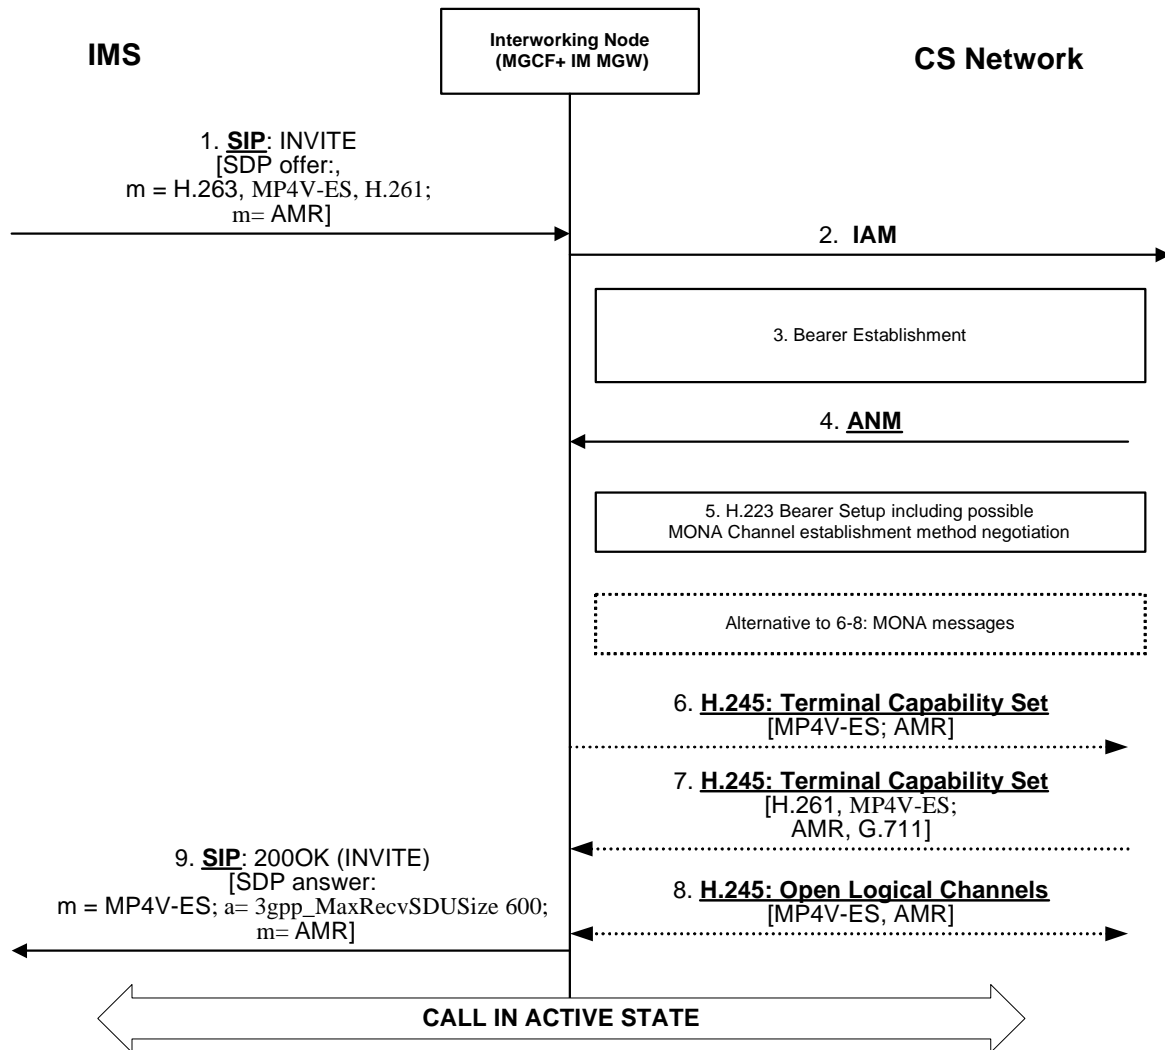 IMS
Interworking Node
(MGCF+ IM MGW)
CS Network
1. SIP: INVITE
[SDP offer:,
m = H.263, MP4V-ES, H.261;
m= AMR]
2. IAM
3. Bearer Establishment
4. ANM
5. H.223 Bearer Setup including possible
MONA Channel establishment method negotiation
Alternative to 6-8: MONA messages
6. H.245: Terminal Capability Set
[MP4V-ES; AMR]
7. H.245: Terminal Capability Set
[H.261, MP4V-ES;
AMR, G.711]
9. SIP: 200OK (INVITE)
[SDP answer:
m = MP4V-ES; a= 3gpp_MaxRecvSDUSize 600;
m= AMR]
8. H.245: Open Logical Channels
[MP4V-ES, AMR]
CALL IN ACTIVE STATE